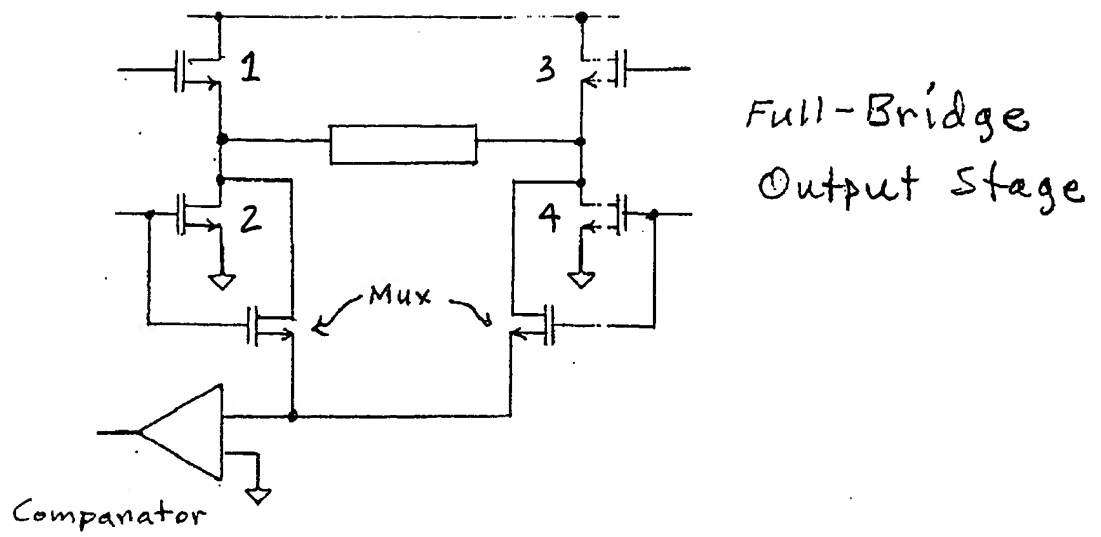 1
3
Full-Bridge
Output Stage
2
4
Mux
Companator